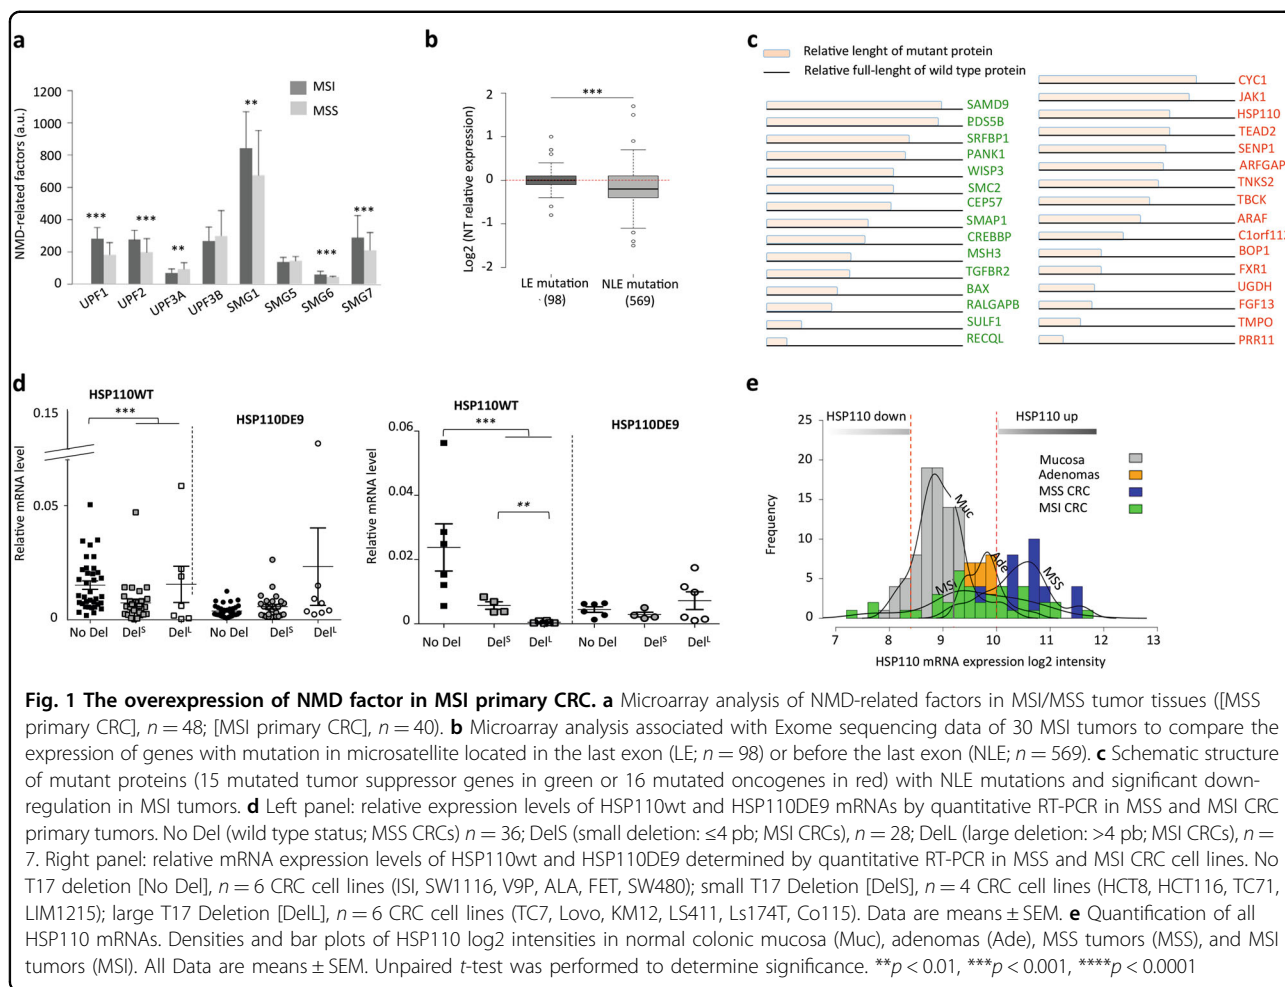 a
MSI
MSS
NMD-related factors (a.u.)
1200
1000
800
600
400
200
0
***
***
**
**
***
***
UPF1
UPF2
UPF3A
UPF3B
SMG1
SMG5
SMG6
SMG7
b
Log2 (NT relative expression)
***
2
1
0
-1
-2
LE mutation
(98)
NLE mutation
(569)
c
Relative lenght of mutant protein
Relative full-lenght of wild type protein
SAMD9
PDS5B
SRFBP1
PANK1
WISP3
SMC2
CEP57
SMAP1
CREBBP
MSH3
TGFBR2
BAX
RALGAPB
SULF1
RECQL
CYC1
JAK1
HSP110
TEAD2
SENP1
ARFGAP
TNKS2
TBCK
ARAF
C1orf112
BOP1
FXR1
UGDH
FGF13
TMPO
PRR11
d
HSP110WT
***
HSP110DE9
Relative mRNA level
0.15
0.05
0
No Del
DelS
DelL
No Del
DelS
DelL
HSP110WT
***
**
HSP110DE9
Relative mRNA level
0.06
0.04
0.02
0.00
No Del
DelS
DelL
No Del
DelS
DelL
e
HSP110 down
HSP110 up
Mucosa
Adenomas
MSS CRC
MSI CRC
Frequency
25
20
15
10
5
0
Muc
Ade
MSI
MSS
7 8 9 10 11 12 13
HSP110 mRNA expression log2 intensity
Fig. 1 The overexpression of NMD factor in MSI primary CRC. a Microarray analysis of NMD-related factors in MSI/MSS tumor tissues ([MSS
primary CRC], n = 48; [MSI primary CRC], n = 40). b Microarray analysis associated with Exome sequencing data of 30 MSI tumors to compare the
expression of genes with mutation in microsatellite located in the last exon (LE; n = 98) or before the last exon (NLE; n = 569). c Schematic structure
of mutant proteins (15 mutated tumor suppressor genes in green or 16 mutated oncogenes in red) with NLE mutations and significant down-
regulation in MSI tumors. d Left panel: relative expression levels of HSP110wt and HSP110DE9 mRNAs by quantitative RT-PCR in MSS and MSI CRC
primary tumors. No Del (wild type status; MSS CRCs) n = 36; DelS (small deletion: ≤4 pb; MSI CRCs), n = 28; DelL (large deletion: >4 pb; MSI CRCs), n =
7. Right panel: relative mRNA expression levels of HSP110wt and HSP110DE9 determined by quantitative RT-PCR in MSS and MSI CRC cell lines. No
T17 deletion [No Del], n = 6 CRC cell lines (ISI, SW1116, V9P, ALA, FET, SW480); small T17 Deletion [DelS], n = 4 CRC cell lines (HCT8, HCT116, TC71,
LIM1215); large T17 Deletion [DelL], n = 6 CRC cell lines (TC7, Lovo, KM12, LS411, Ls174T, Co115). Data are means ± SEM. e Quantification of all
HSP110 mRNAs. Densities and bar plots of HSP110 log2 intensities in normal colonic mucosa (Muc), adenomas (Ade), MSS tumors (MSS), and MSI
tumors (MSI). All Data are means ± SEM. Unpaired t-test was performed to determine significance. **p < 0.01, ***p < 0.001, ****p < 0.0001